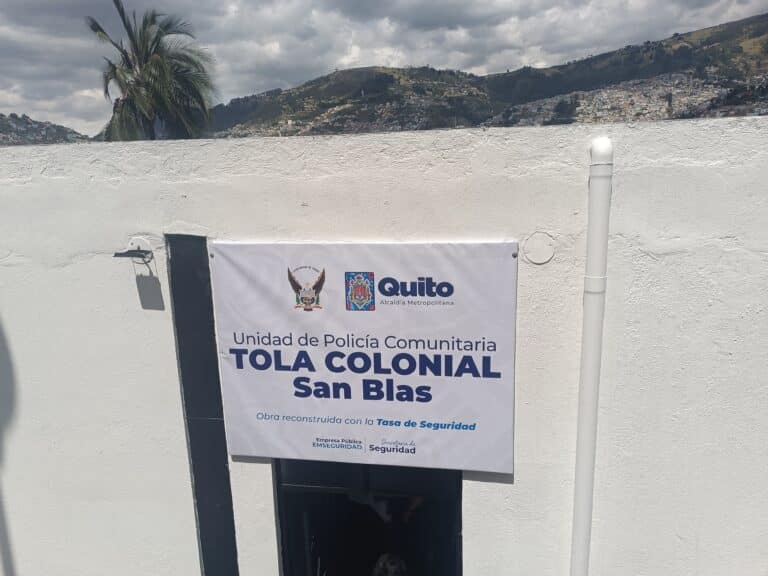 Quito
Alcaldía Metropolitana
Unidad de Policía Comunitaria
TOLA COLONIAL
San Blas
Obra reconstruida con la Tasa de Seguridad
Empresa Pública
EMSEGURIDAD
Secretaría de
Seguridad